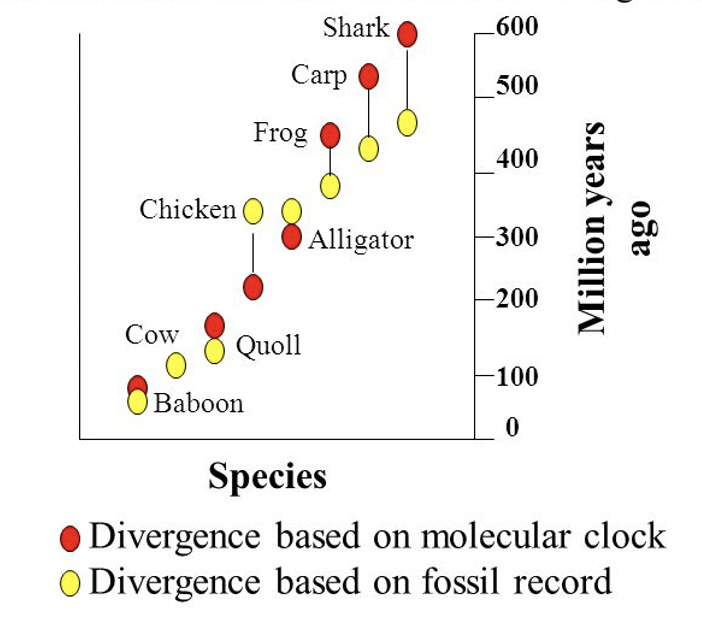 Shark
600
Carp
500
Frog
400
Chicken
Alligator
300
200
Cow
Quoll
100
Baboon
0
Million years
ago
Species
Divergence based on molecular clock
Divergence based on fossil record